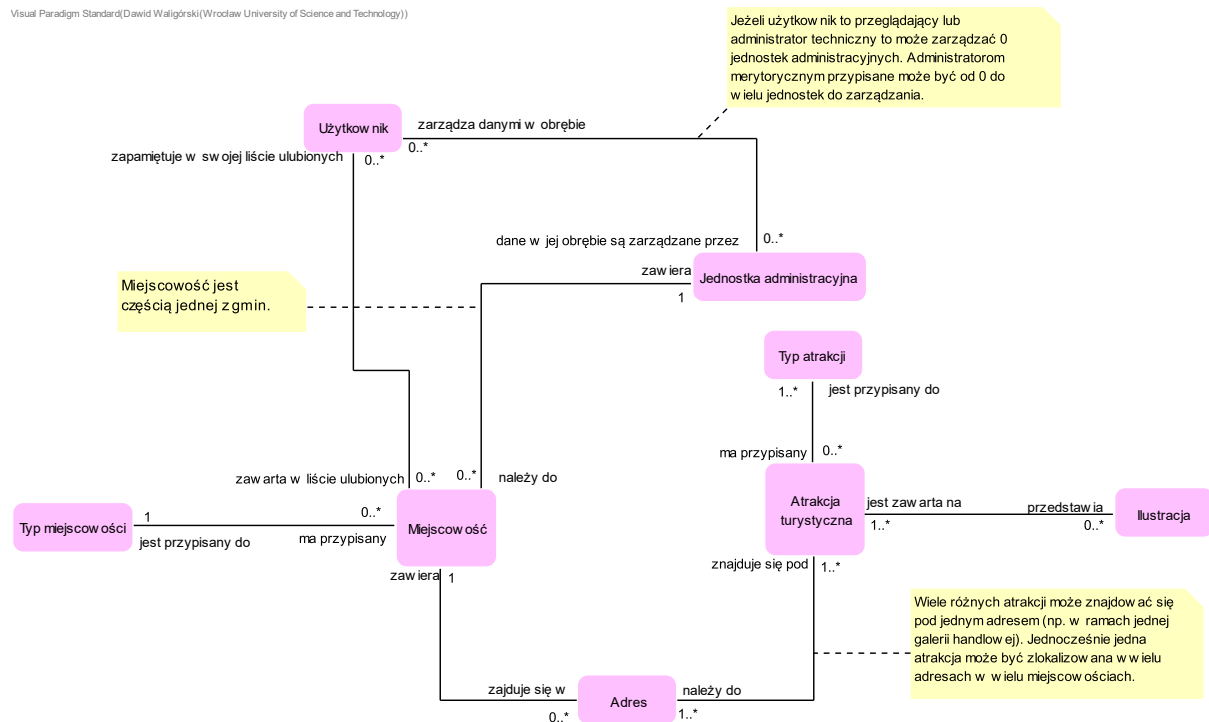 Visual Paradigm Standard(Dawid Waligórski(Wrocław University of Science and Technology))
Jeżeli użytkownik to przeglądający lub
administrator techniczny to może zarządzać 0
jednostek administracyjnych. Administratorom
merytorycznym przypisane może być od 0 do
wielu jednostek do zarządzania.
Użytkownik
zarządza danymi w obrębie
0..*
zapamiętuje w swojej liście ulubionych
0..*
dane w jej obrębie są zarządzane przez
0..*
zawiera
Jednostka administracyjna
1
Miejscowość jest
częścią jednej z gmin.
Typ atrakcji
1..*
jest przypisany do
ma przypisany
0..*
zawarta w liście ulubionych
0..*
0..*
należy do
Atrakcja
turystyczna
jest zawarta na
1..*
przedstawia
0..*
Ilustracja
Typ miejscowości
1
jest przypisany do
0..*
ma przypisany
Miejscowość
zawiera
1
znajduje się pod
1..*
Wiele różnych atrakcji może znajdować się
pod jednym adresem (np. w ramach jednej
galerii handlowej). Jednocześnie jedna
atrakcja może być zlokalizowana w wielu
adresach w wielu miejscowościach.
zajduje się w
0..*
Adres
należy do
1..*